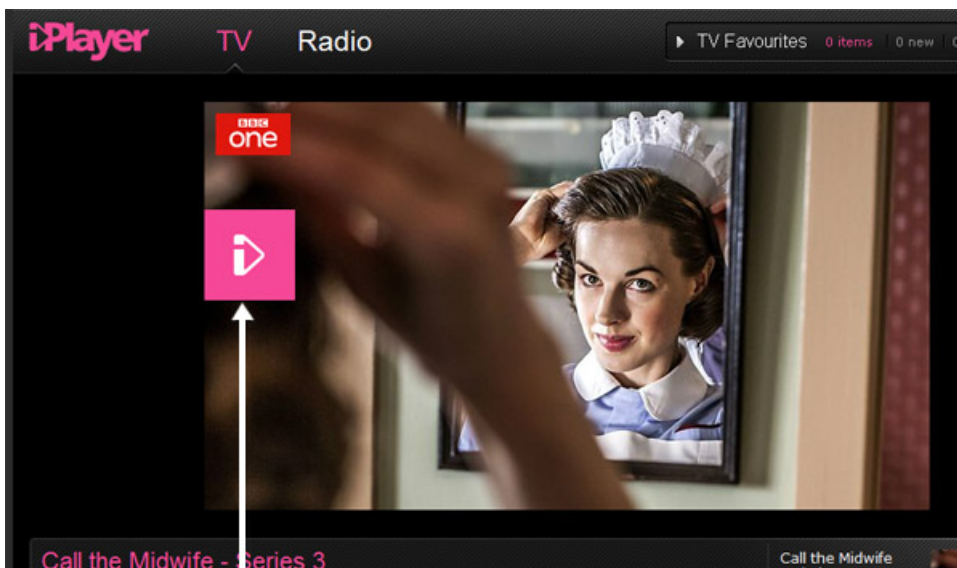 iPlayer TV Radio TV Favourites 0 items 0 new
BBC
one
Call the Midwife - Series 3
Call the Midwife